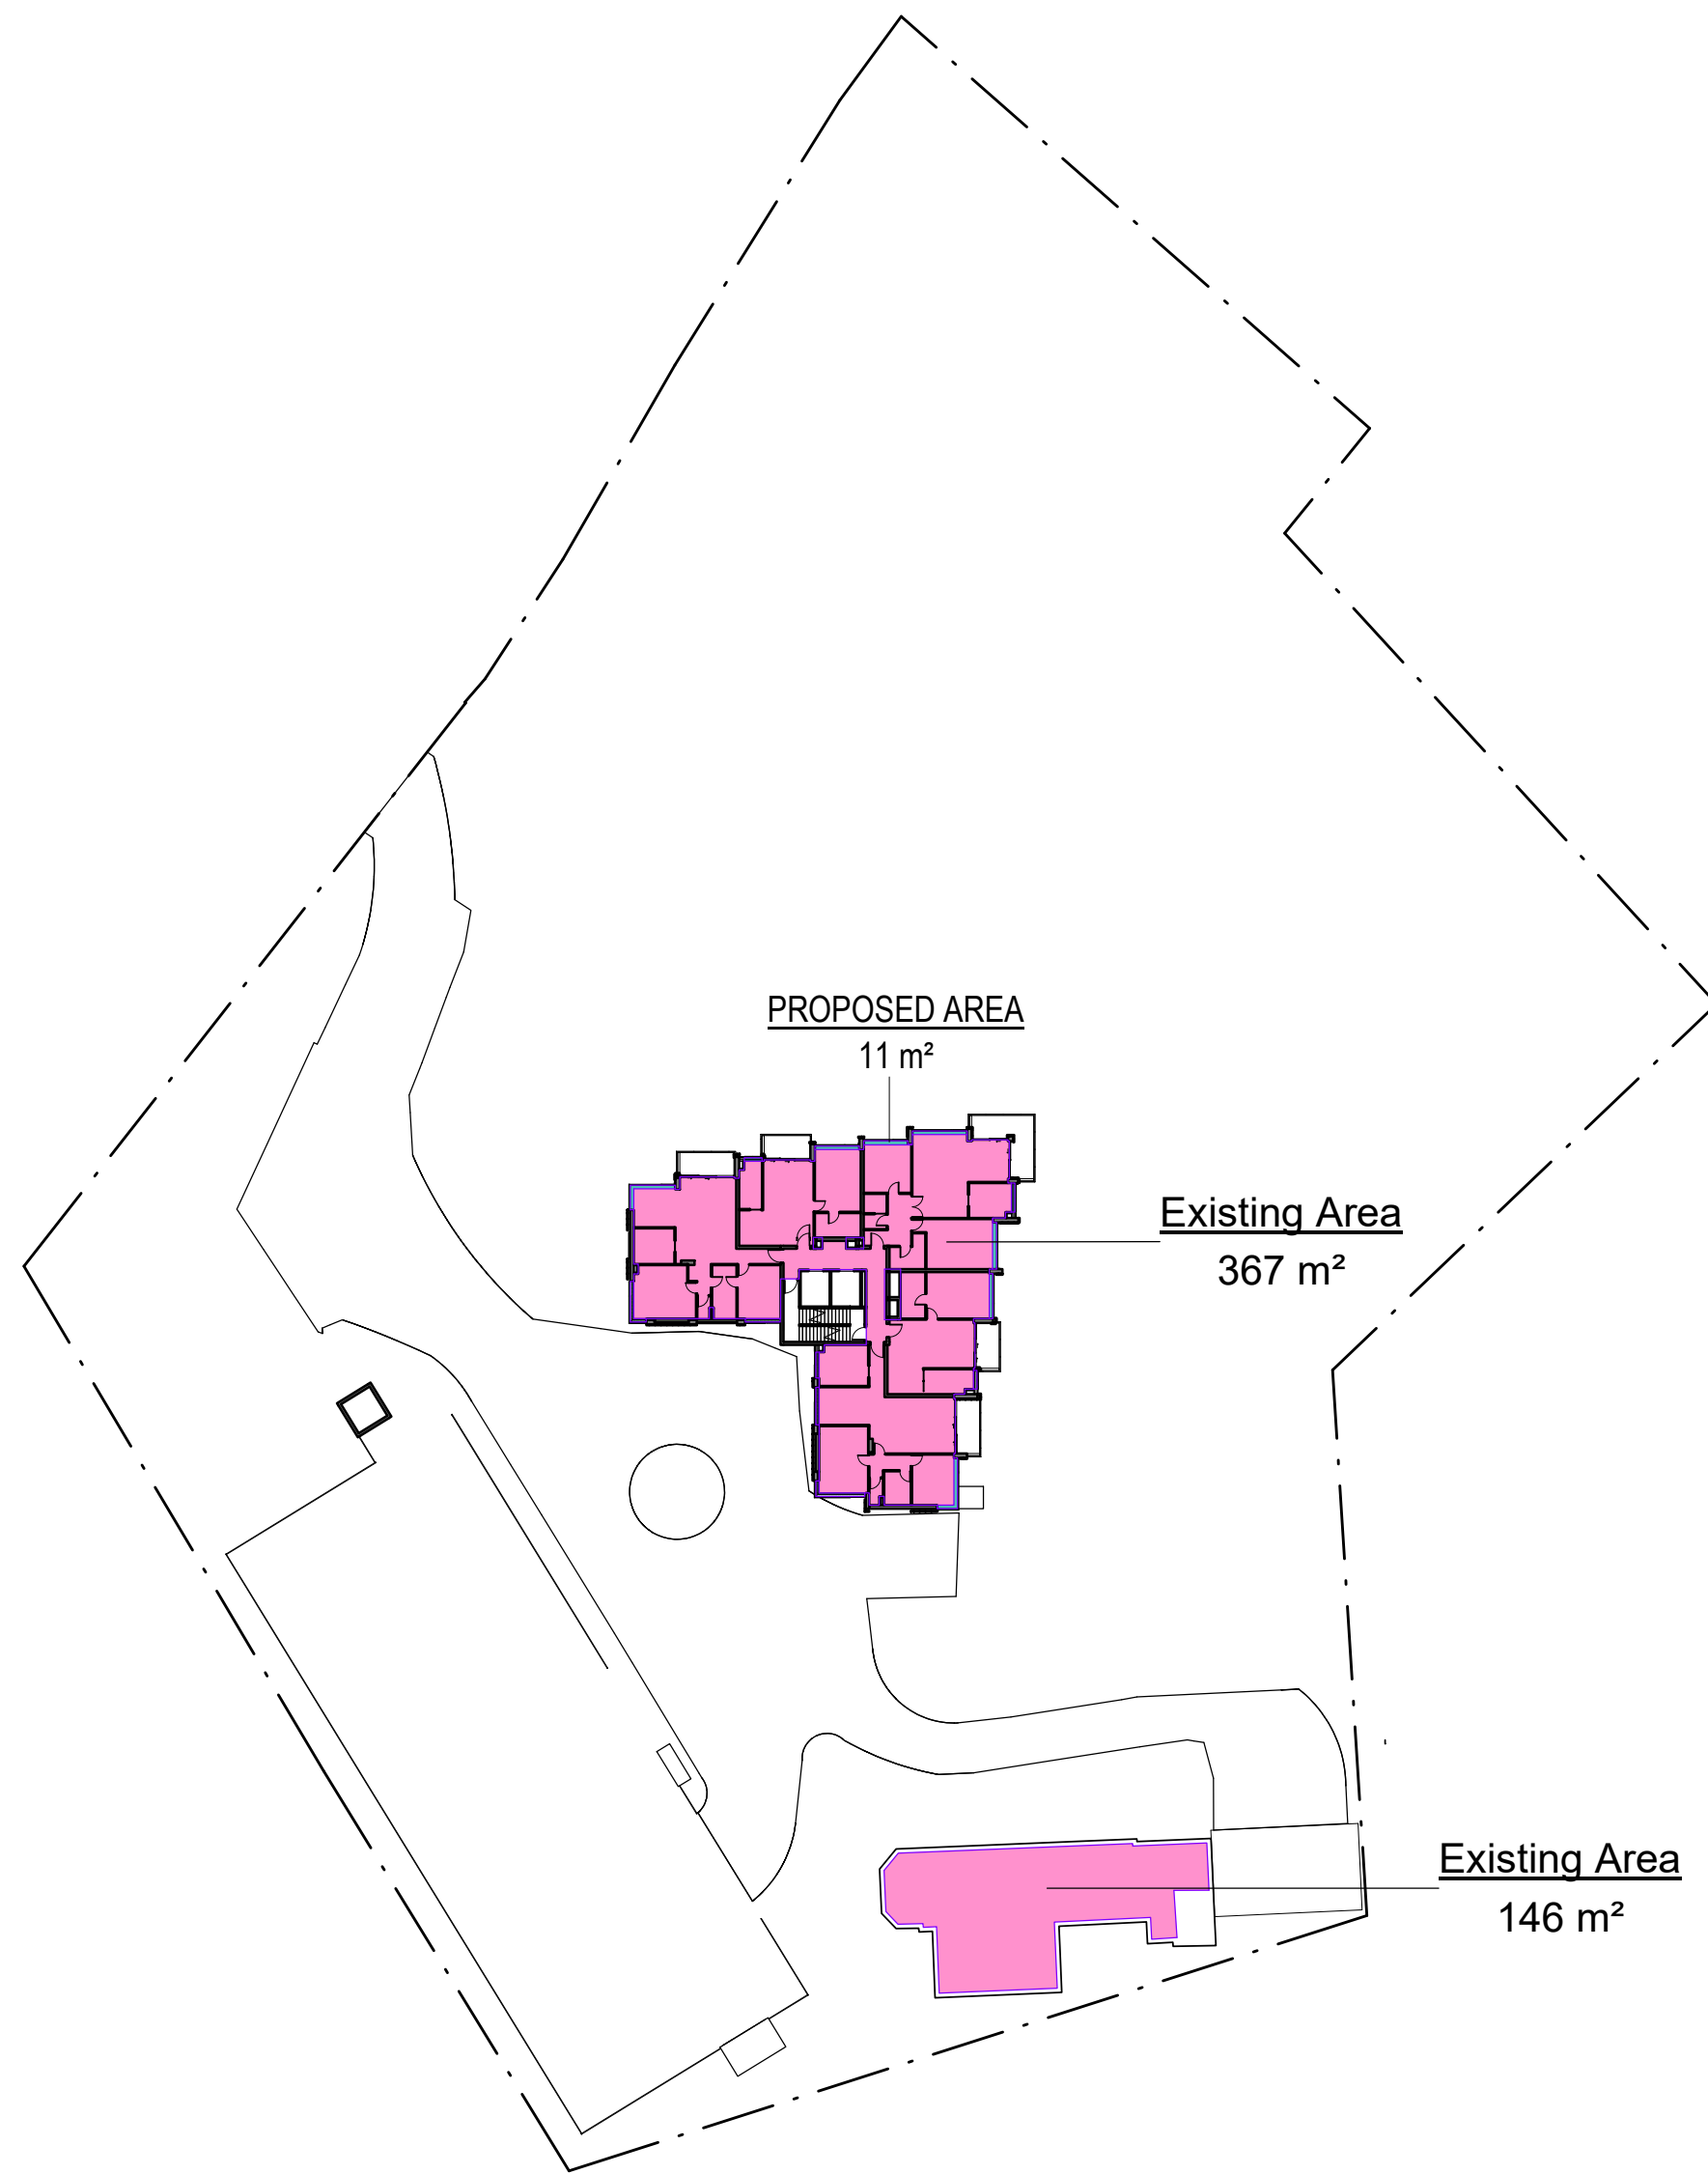 PROPOSED AREA
11 m²
Existing Area
367 m²
Existing Area
146 m²